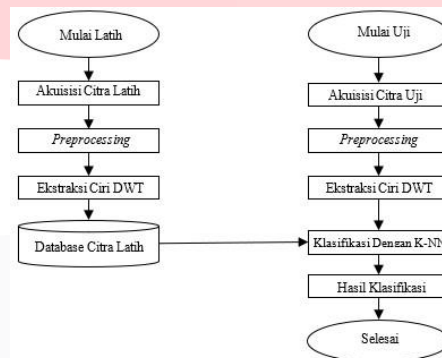 Mulai Latih
Akuisisi Citra Latih
Preprocessing
Ekstraksi Ciri DWT
Database Citra Latih
Mulai Uji
Akuisisi Citra Uji
Preprocessing
Ekstraksi Ciri DWT
Klasifikasi Dengan K-NN
Hasil Klasifikasi
Selesai